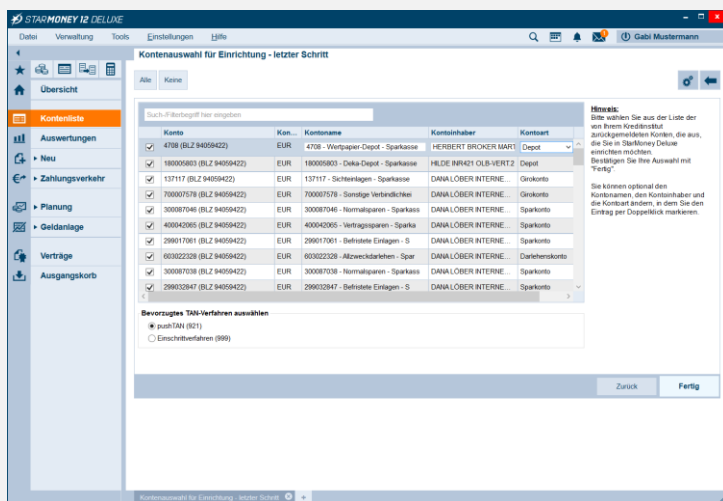 STARMONEY 12 DELUXE
Datei Verwaltung Tools Einstellungen Hilfe Gabi Mustermann
Kontenauswahl für Einrichtung - letzter Schritt
Alle Keine
Übersicht
Kontenliste
Auswertungen
Neu
Zahlungsverkehr
Planung
Geldanlage
Verträge
Ausgangskorb
Such-/Filterbegriff hier eingeben
Konto Kon... Kontoname Kontoinhaber Kontoart
4708 (BLZ 94059422) EUR 4708 - Wertpapier-Depot - Sparkasse HERBERT BROKER MART Depot
180005803 (BLZ 94059422) EUR 180005803 - Deka-Depot - Sparkasse HILDE INR421 OLB-VERT.2 Depot
137117 (BLZ 94059422) EUR 137117 - Sichteinlagen - Sparkasse DANA LÖBER INTERNE... Girokonto
700007578 (BLZ 94059422) EUR 700007578 - Sonstige Verbindlichkei DANA LÖBER INTERNE... Girokonto
300087046 (BLZ 94059422) EUR 300087046 - Normalsparen - Sparkass DANA LÖBER INTERNE... Sparkonto
400042065 (BLZ 94059422) EUR 400042065 - Vertragssparen - Sparka DANA LÖBER INTERNE... Sparkonto
299017061 (BLZ 94059422) EUR 299017061 - Befristete Einlagen - S DANA LÖBER INTERNE... Sparkonto
603022328 (BLZ 94059422) EUR 603022328 - Allzweckdarlehen - Spar DANA LÖBER INTERNE... Darlehenskonto
300087038 (BLZ 94059422) EUR 300087038 - Normalsparen - Sparkass DANA LÖBER INTERNE... Sparkonto
299032847 (BLZ 94059422) EUR 299032847 - Befristete Einlagen - S DANA LÖBER INTERNE... Sparkonto
Hinweis:
Bitte wählen Sie aus der Liste der
von Ihrem Kreditinstitut
zurückgemeldeten Konten, die aus,
die Sie in StarMoney Deluxe
einrichten möchten.
Bestätigen Sie Ihre Auswahl mit
"Fertig".
Sie können optional den
Kontonamen, den Kontoinhaber und
die Kontoart ändern, in dem Sie den
Eintrag per Doppelklick markieren.
Bevorzugtes TAN-Verfahren auswählen
pushTAN (921)
Einschrittverfahren (999)
Zurück Fertig
Kontenauswahl für Einrichtung - letzter Schritt